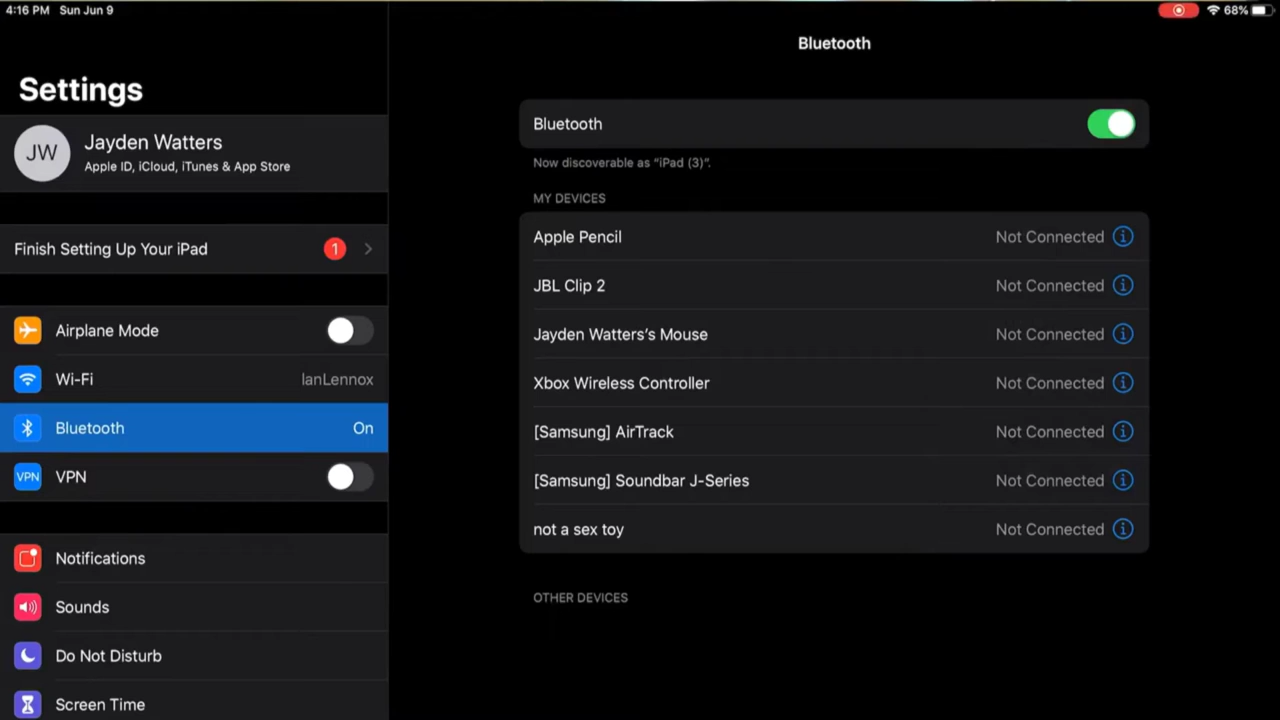 4:16 PM Sun Jun 9
68%
Settings
JW
Jayden Watters
Apple ID, iCloud, iTunes & App Store
Finish Setting Up Your iPad 1
Airplane Mode
Wi-Fi lanLennox
Bluetooth On
VPN VPN
Notifications
Sounds
Do Not Disturb
Screen Time
Bluetooth
Bluetooth
Now discoverable as “iPad (3)”.
MY DEVICES
Apple Pencil Not Connected
JBL Clip 2 Not Connected
Jayden Watters’s Mouse Not Connected
Xbox Wireless Controller Not Connected
[Samsung] AirTrack Not Connected
[Samsung] Soundbar J-Series Not Connected
not a sex toy Not Connected
OTHER DEVICES